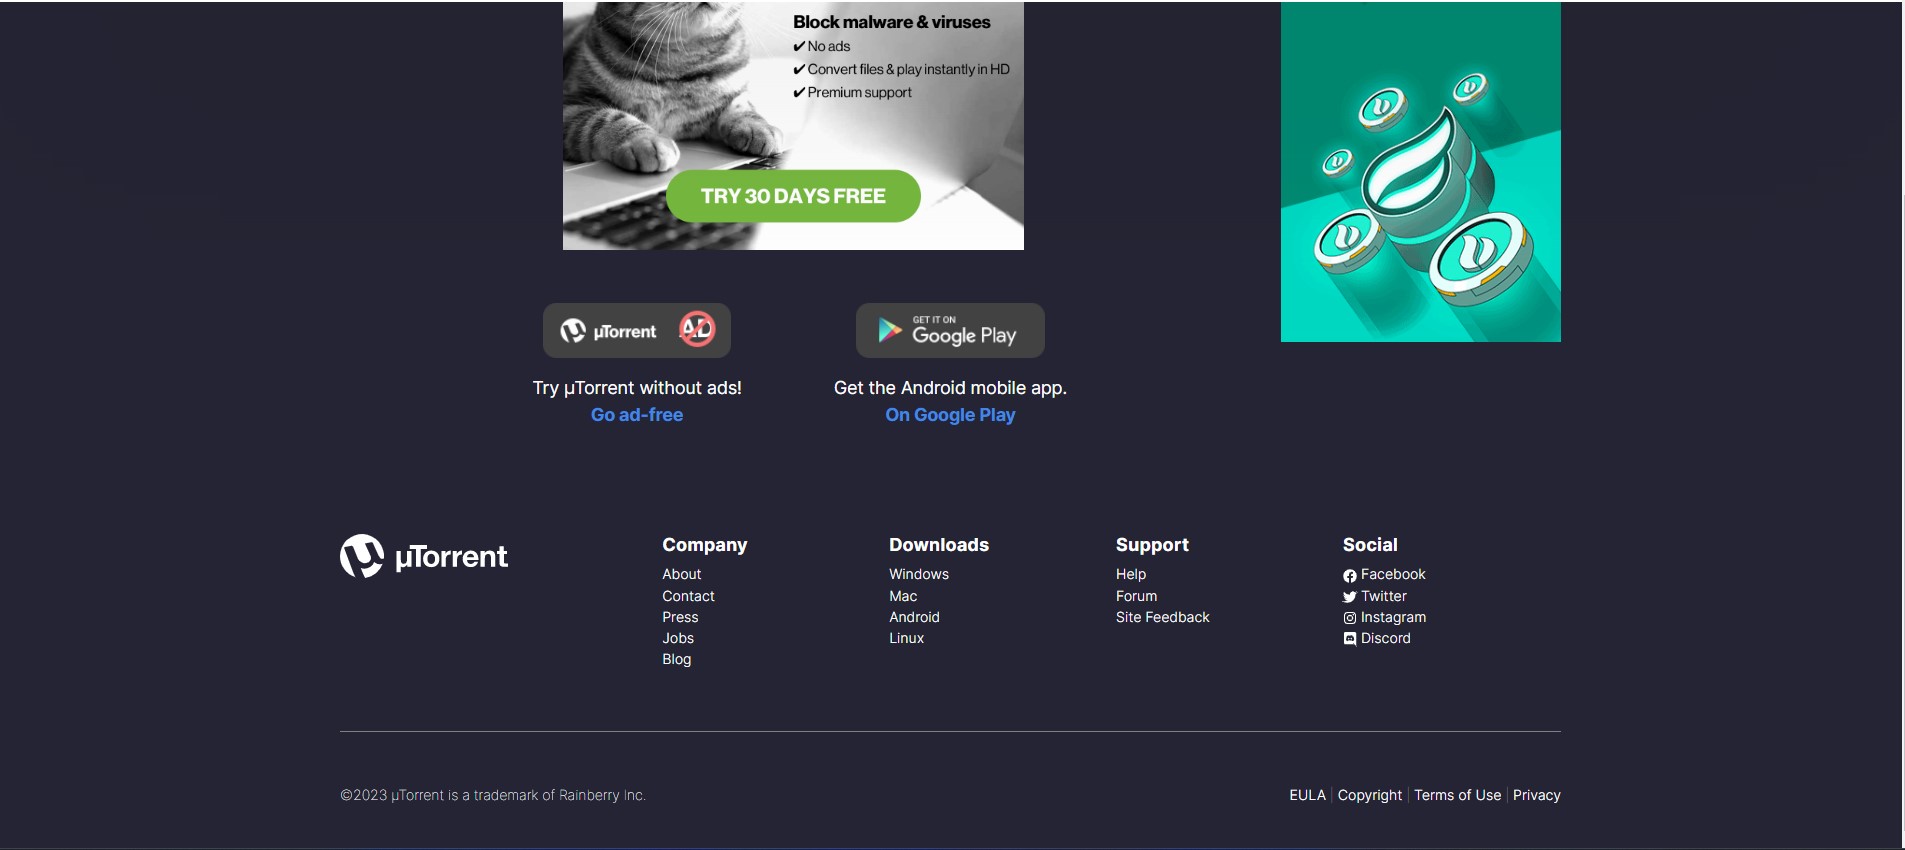 Block malware & viruses
✔ No ads
✔ Convert files & play instantly in HD
✔ Premium support
TRY 30 DAYS FREE
µTorrent AD
GET IT ON
Google Play
Try µTorrent without ads!
Go ad-free
Get the Android mobile app.
On Google Play
µTorrent
Company
About
Contact
Press
Jobs
Blog
Downloads
Windows
Mac
Android
Linux
Support
Help
Forum
Site Feedback
Social
Facebook
Twitter
Instagram
Discord
©2023 µTorrent is a trademark of Rainberry Inc.
EULA | Copyright | Terms of Use | Privacy